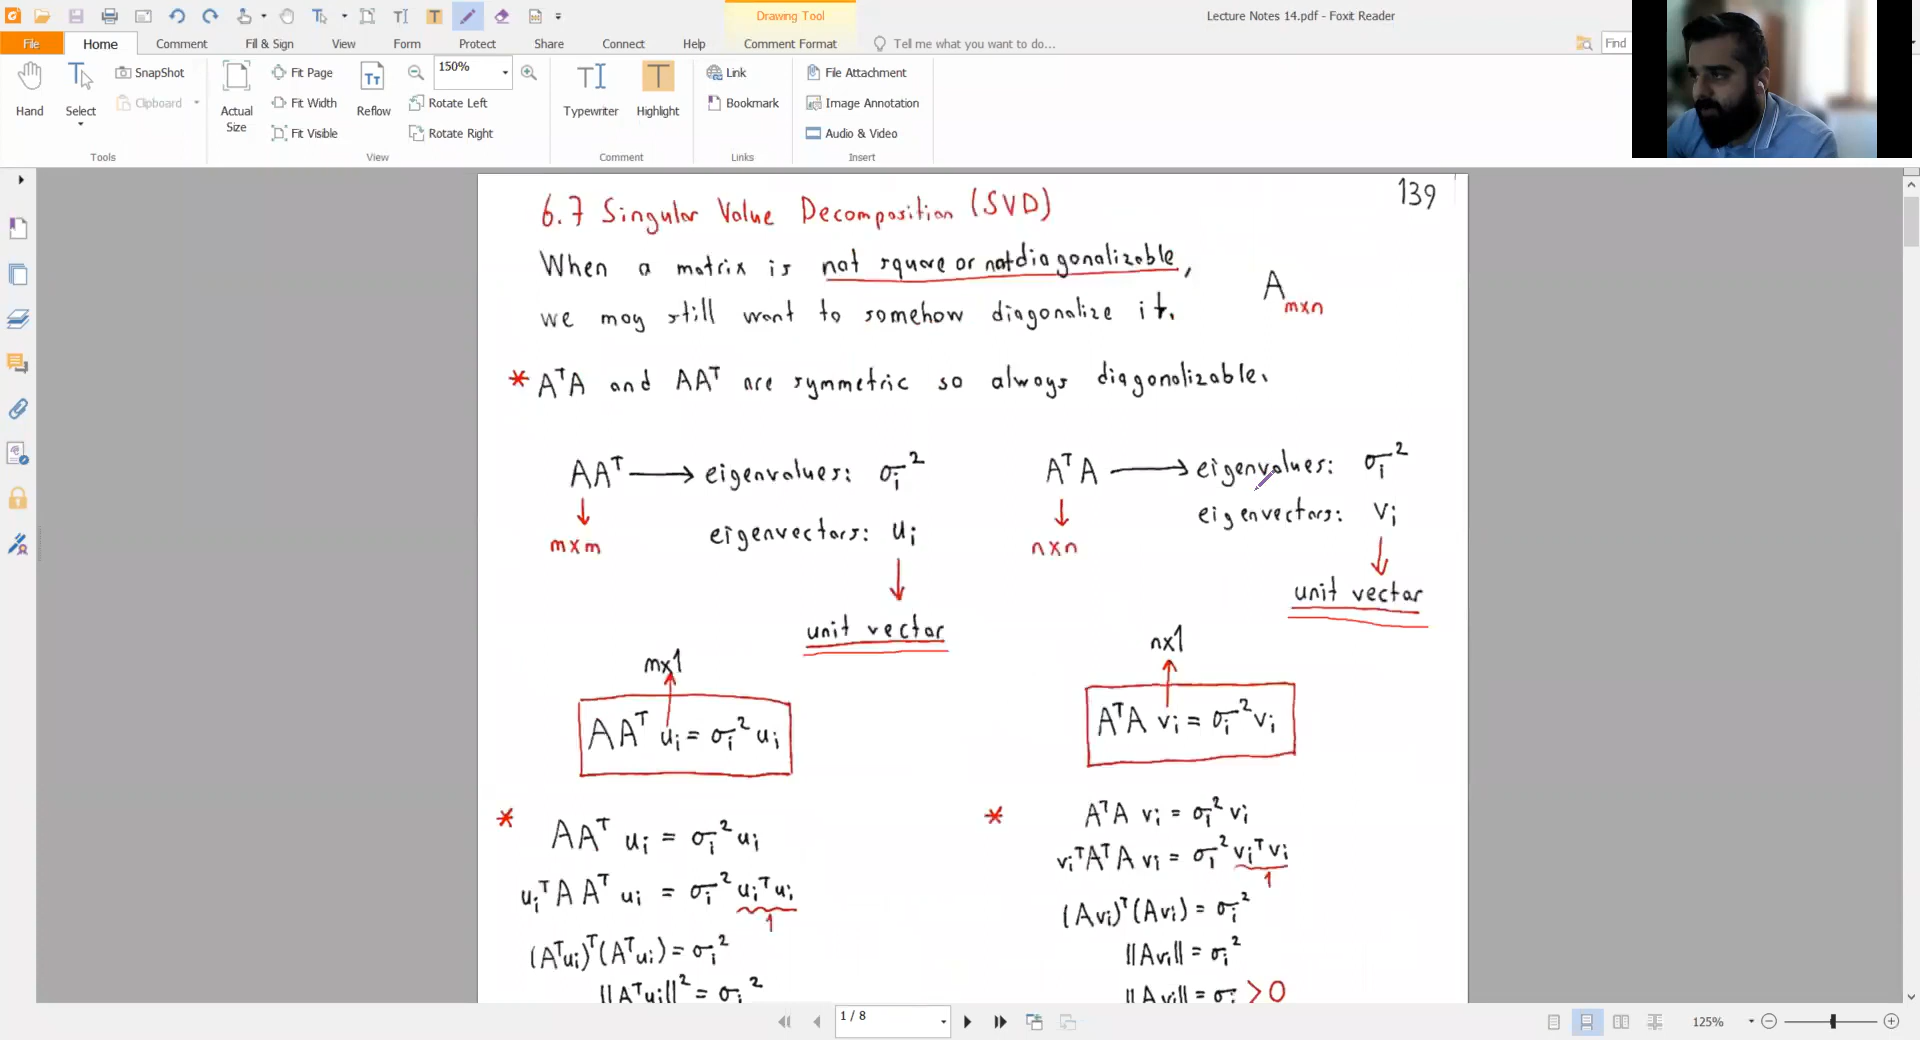 Drawing Tool
Lecture Notes 14.pdf - Foxit Reader
File
Home
Comment
Fill & Sign
View
Form
Protect
Share
Connect
Help
Comment Format
Tell me what you want to do...
Find
Hand
Select
SnapShot
Clipboard
Actual Size
Fit Page
Fit Width
Fit Visible
Reflow
150%
Rotate Left
Rotate Right
Typewriter
Highlight
Link
Bookmark
File Attachment
Image Annotation
Audio & Video
Tools
View
Comment
Links
Insert
139
6.7 Singular Value Decomposition (SVD)
When a matrix is not square or not diagonalizable,
we may still want to somehow diagonalize it.
A m×n
* AᵀA and AAᵀ are symmetric so always diagonalizable.
AAᵀ → eigenvalues: σᵢ²
m×m
eigenvectors: uᵢ
unit vector
AᵀA → eigenvalues: σᵢ²
n×n
eigenvectors: vᵢ
unit vector
m×1
AAᵀ uᵢ = σᵢ² uᵢ
n×1
AᵀA vᵢ = σᵢ² vᵢ
* AAᵀ uᵢ = σᵢ² uᵢ
uᵢᵀ A Aᵀ uᵢ = σᵢ² uᵢᵀ uᵢ
1
(Aᵀuᵢ)ᵀ(Aᵀuᵢ) = σᵢ²
||Aᵀuᵢ||² = σᵢ²
* AᵀA vᵢ = σᵢ² vᵢ
vᵢᵀAᵀA vᵢ = σᵢ² vᵢᵀ vᵢ
1
(Avᵢ)ᵀ(Avᵢ) = σᵢ²
||Avᵢ|| = σᵢ²
||Avᵢ|| = σᵢ > 0
1 / 8
125%